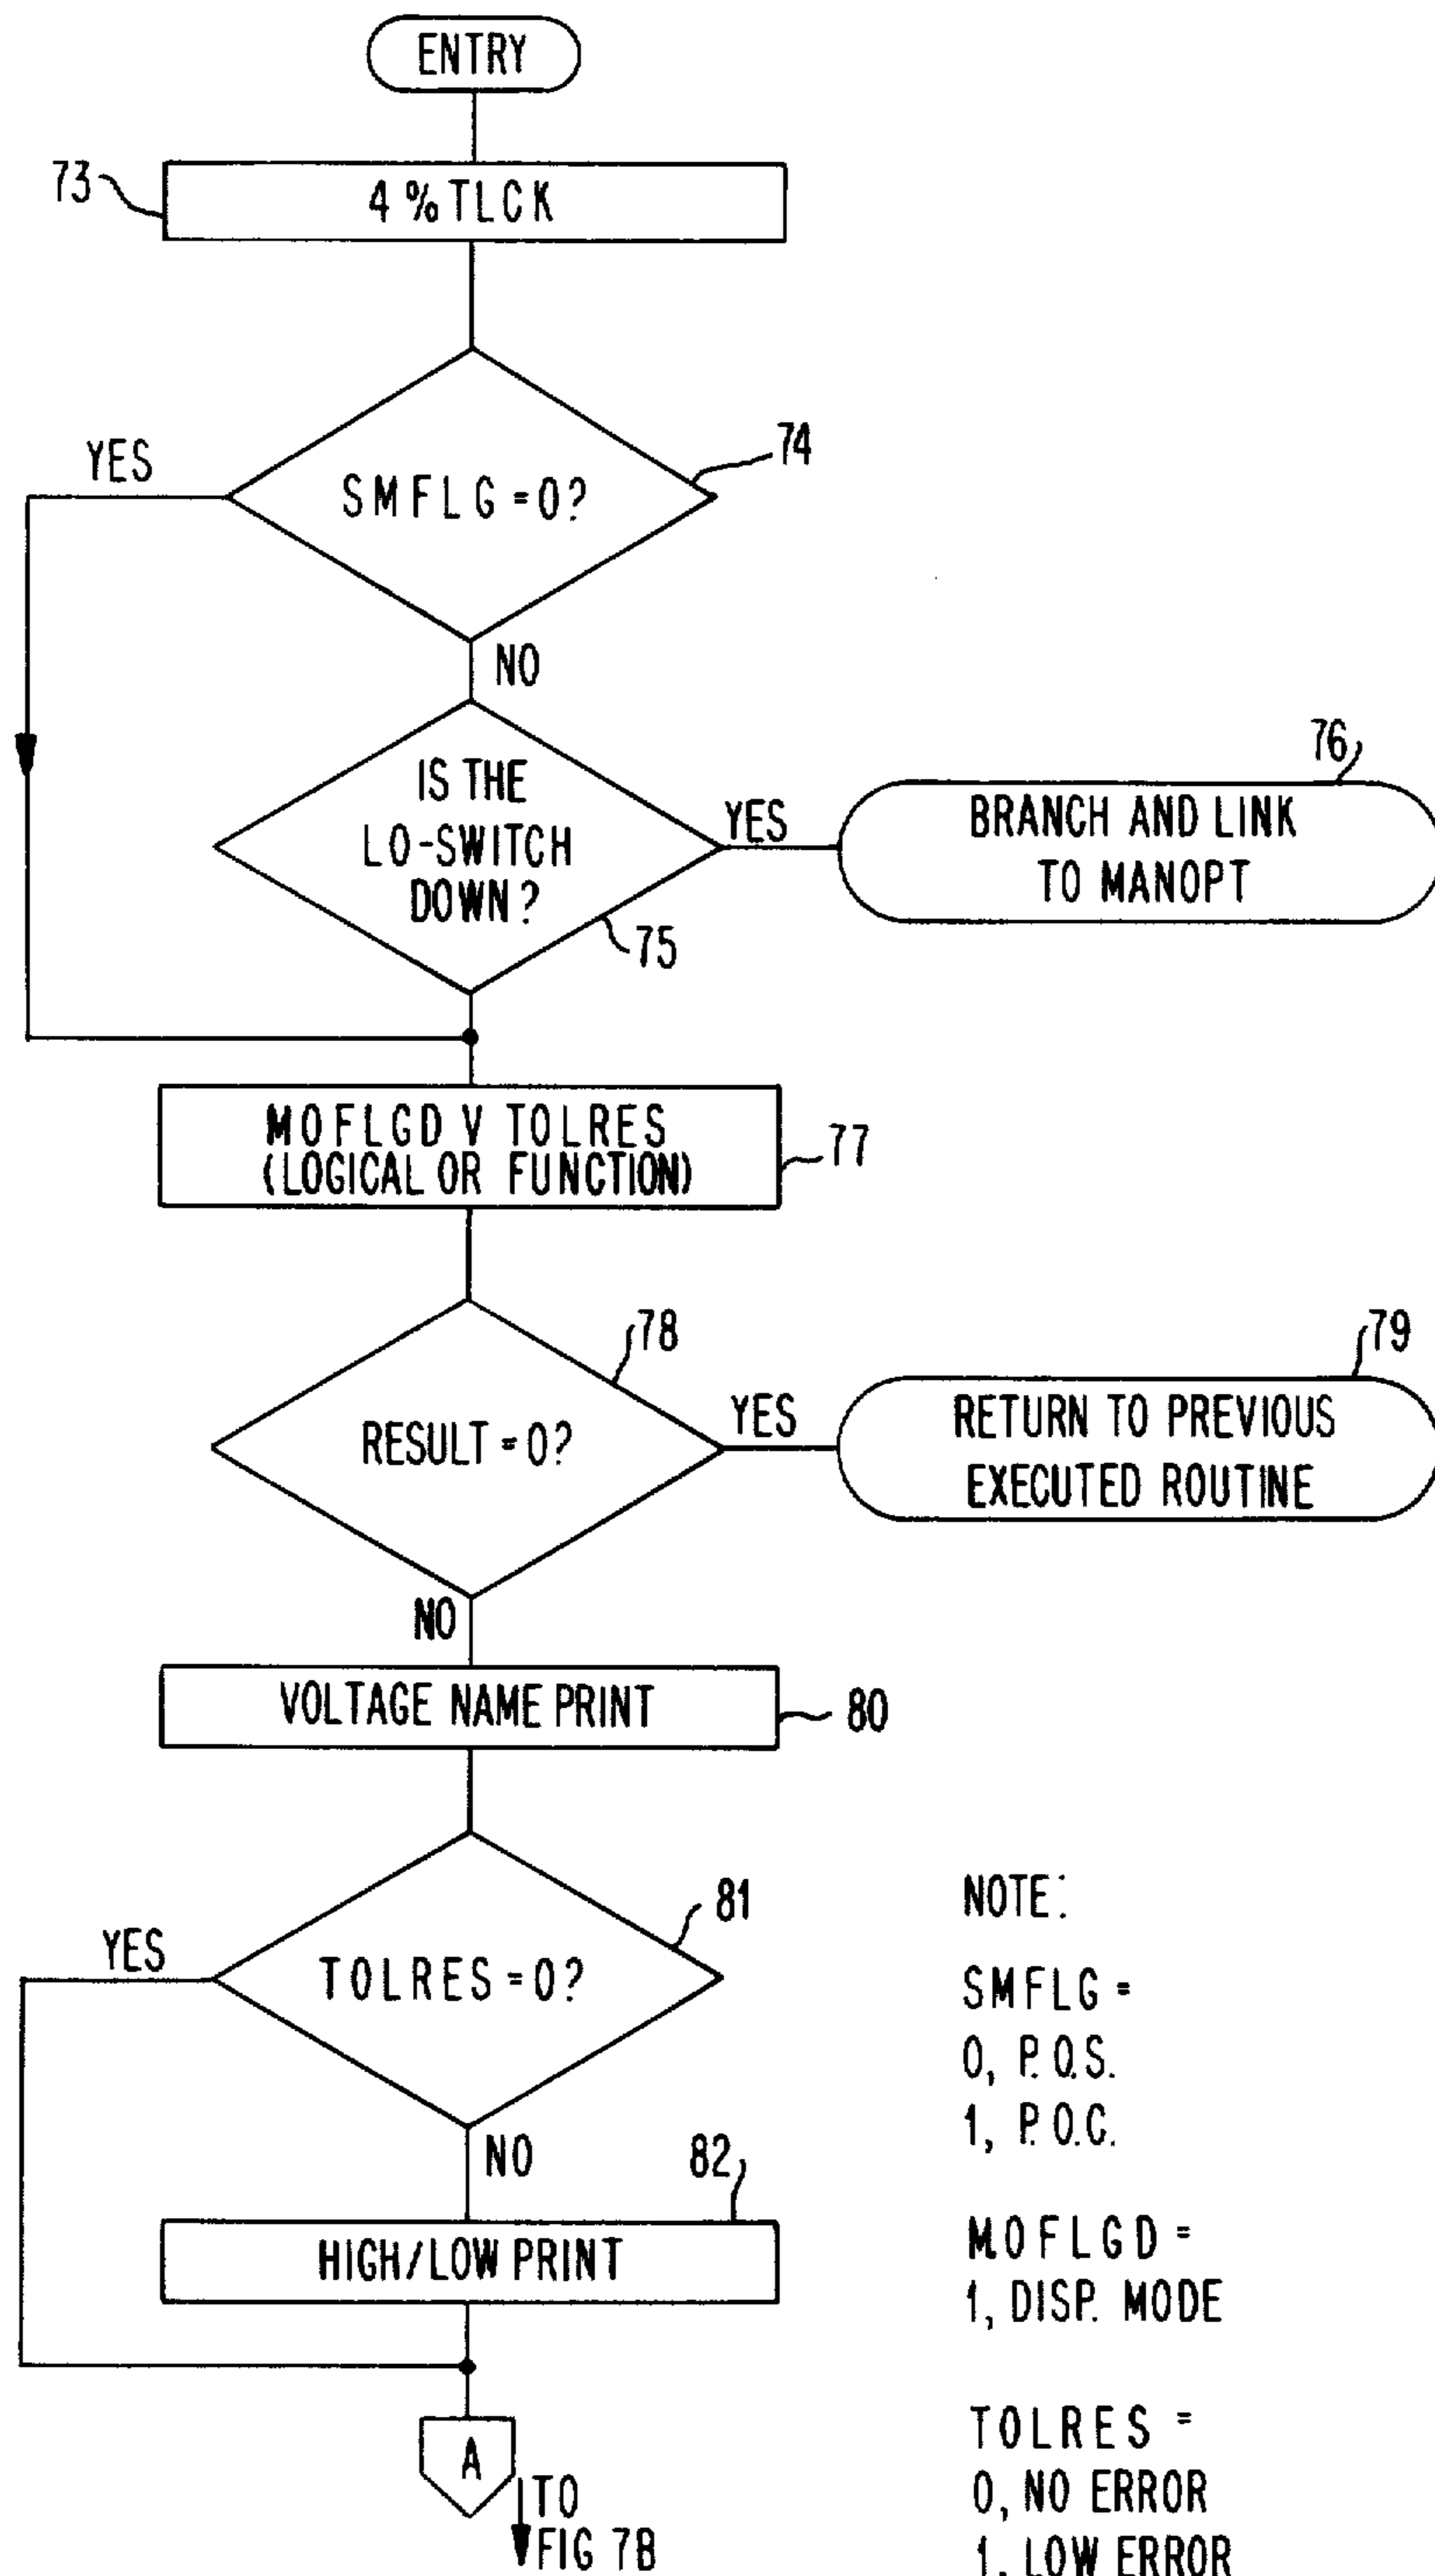 ENTRY
73
4 % TLCK
74
YES
SMFLG = 0?
NO
IS THE
LO-SWITCH
DOWN?
75
YES
76
BRANCH AND LINK
TO MANOPT
MOFLGD V TOLRES
(LOGICAL OR FUNCTION)
77
78
RESULT = 0?
YES
79
RETURN TO PREVIOUS
EXECUTED ROUTINE
NO
VOLTAGE NAME PRINT
80
81
YES
TOLRES = 0?
NO
82
HIGH/LOW PRINT
A
TO
FIG 7B
NOTE:
SMFLG =
0, P.O.S.
1, P.O.C.
MOFLGD =
1, DISP. MODE
TOLRES =
0, NO ERROR
1, LOW ERROR